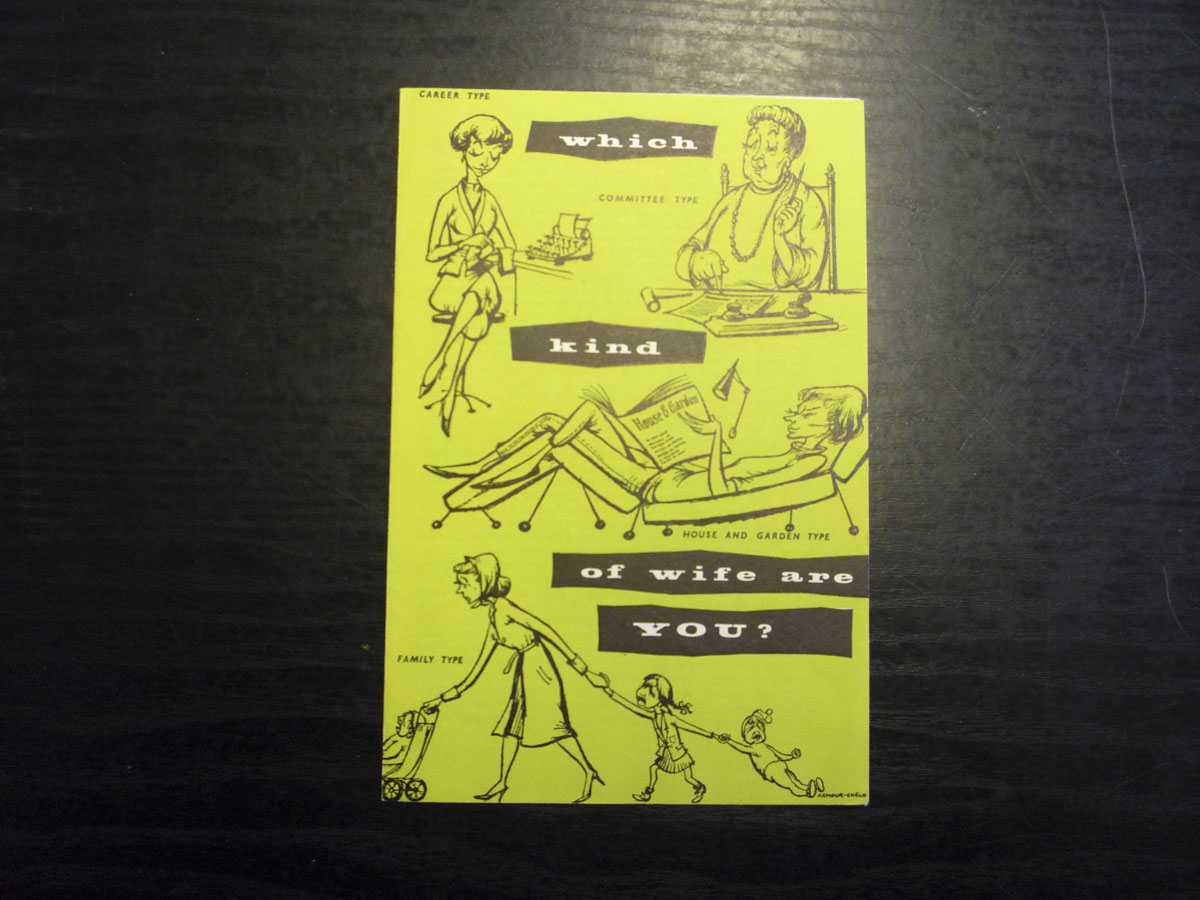 CAREER TYPE
which
COMMITTEE TYPE
kind
House & Garden
HOUSE AND GARDEN TYPE
of wife are
YOU?
FAMILY TYPE